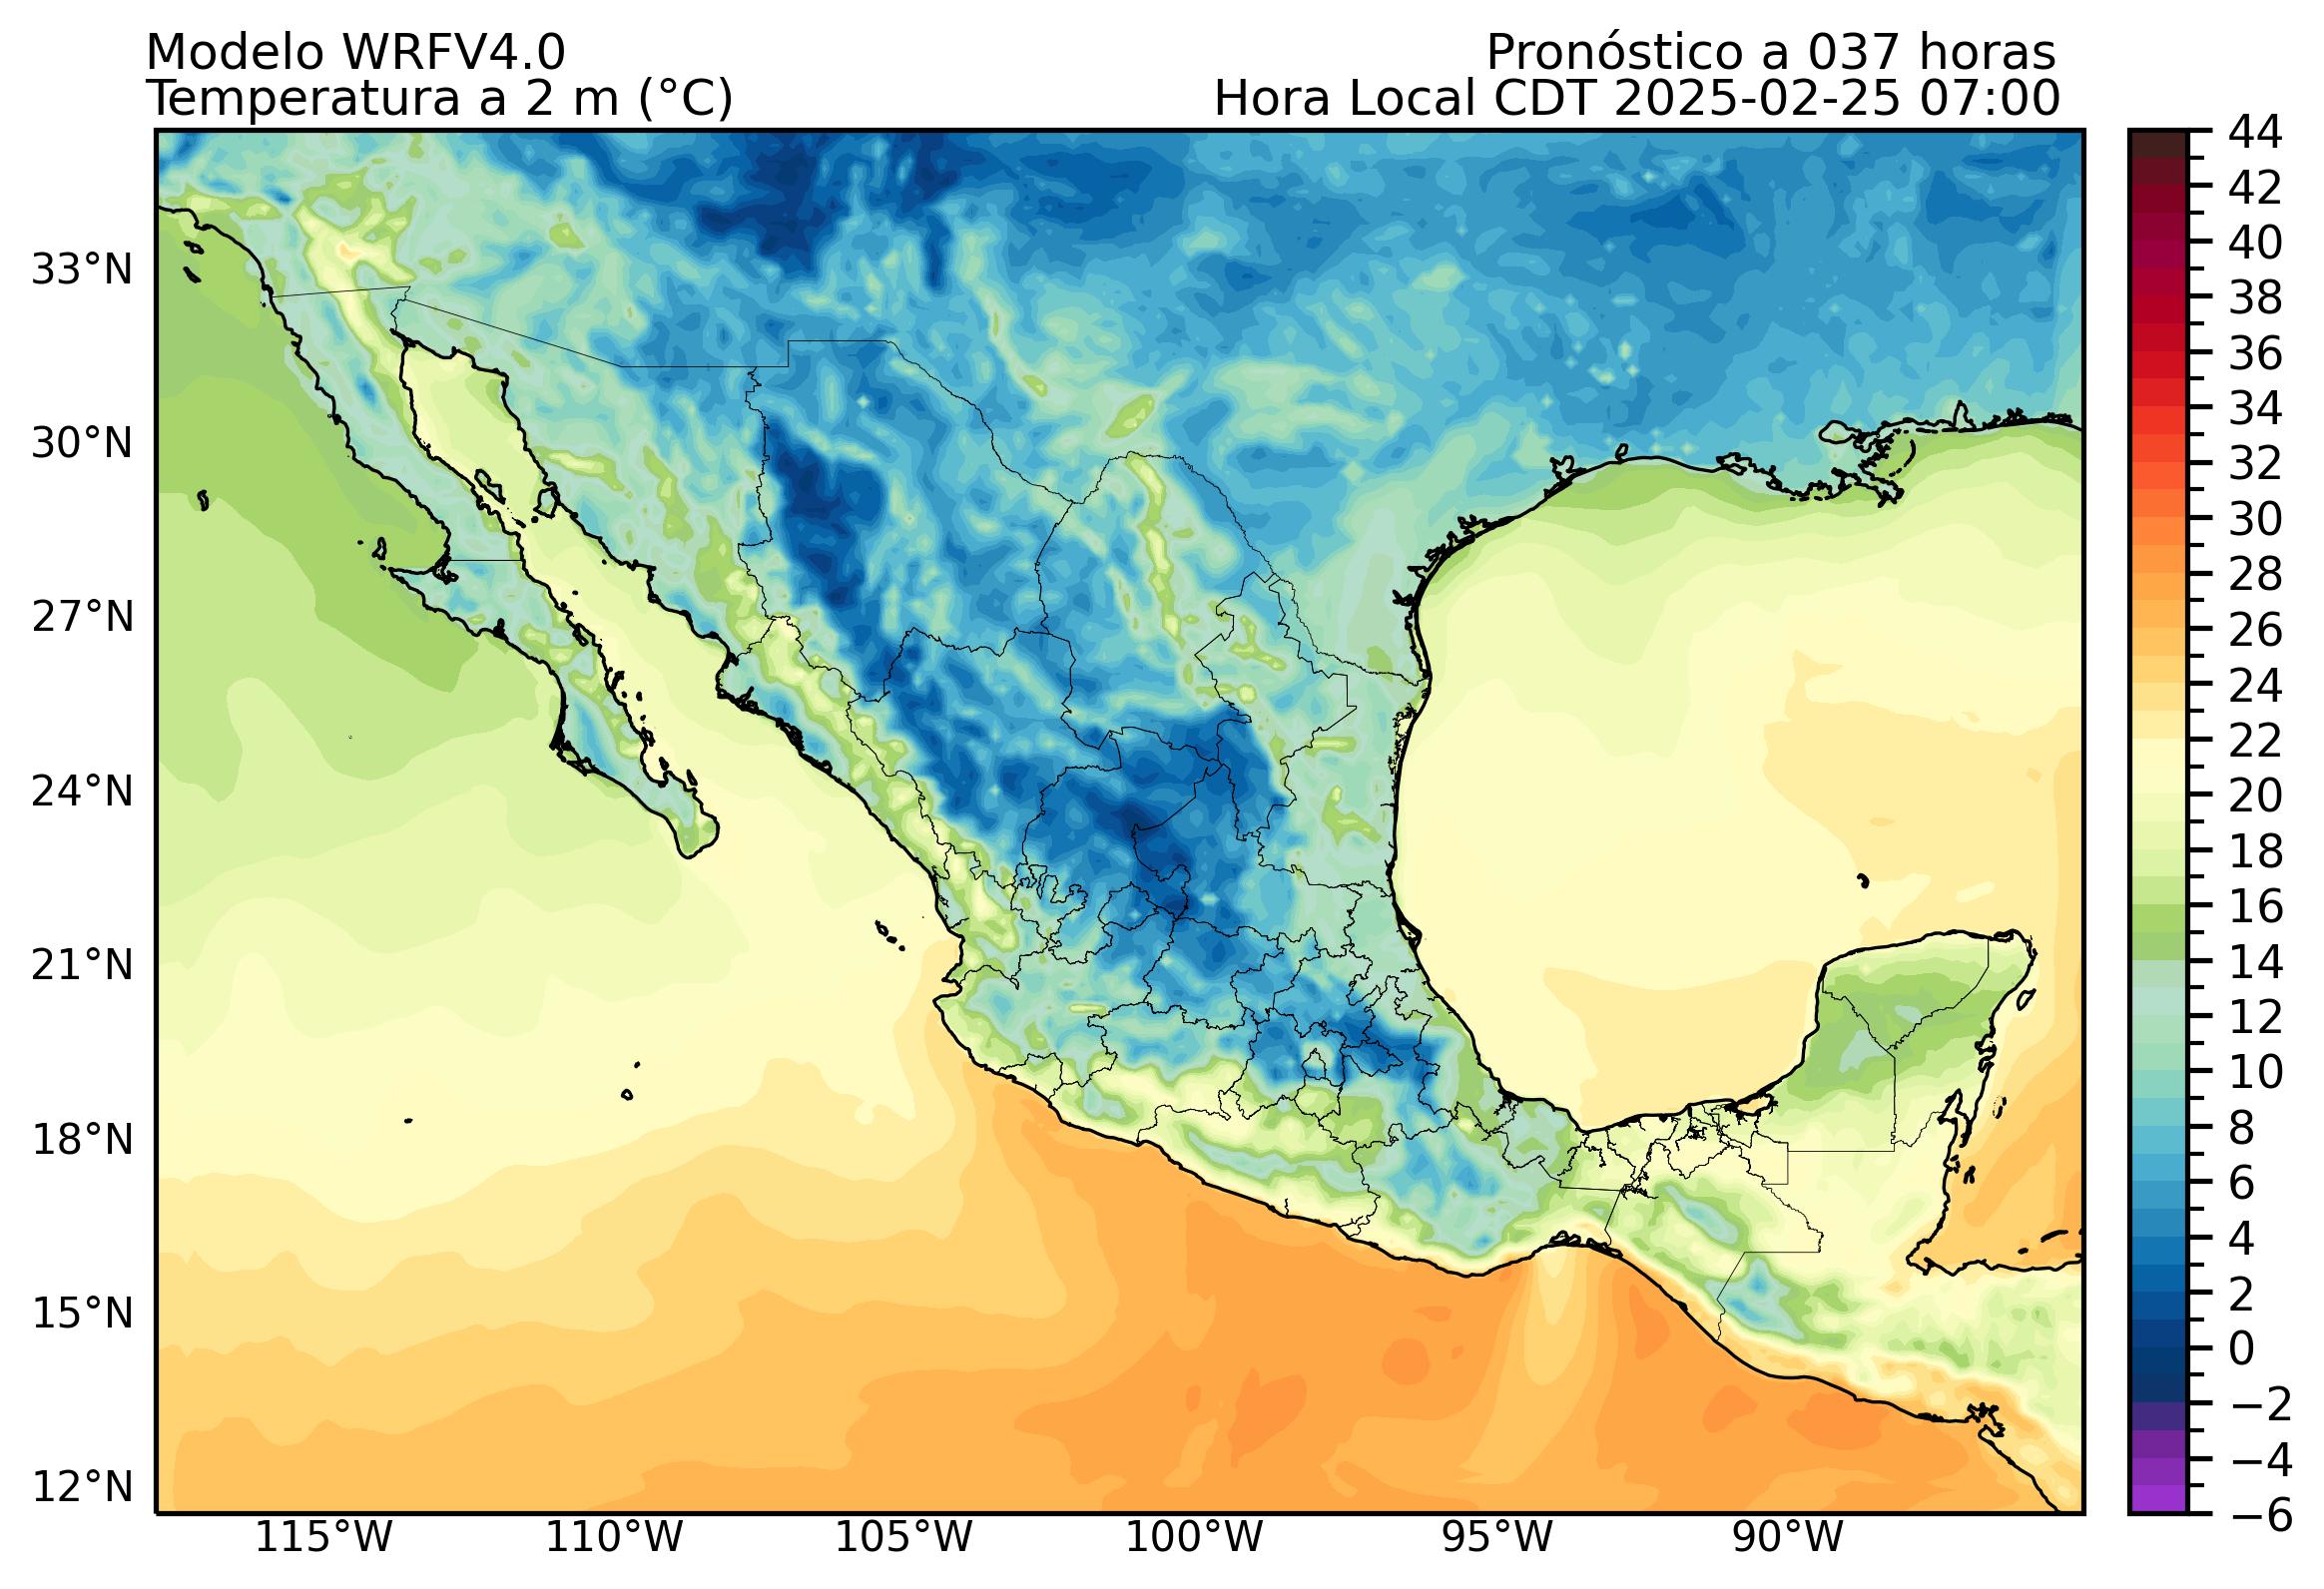 Modelo WRFV4.0
Pronóstico a 037 horas
Temperatura a 2 m (°C)
Hora Local CDT 2025-02-25 07:00
33°N
30°N
27°N
24°N
21°N
18°N
15°N
12°N
115°W
110°W
105°W
100°W
95°W
90°W
44
42
40
38
36
34
32
30
28
26
24
22
20
18
16
14
12
10
8
6
4
2
0
−2
−4
−6